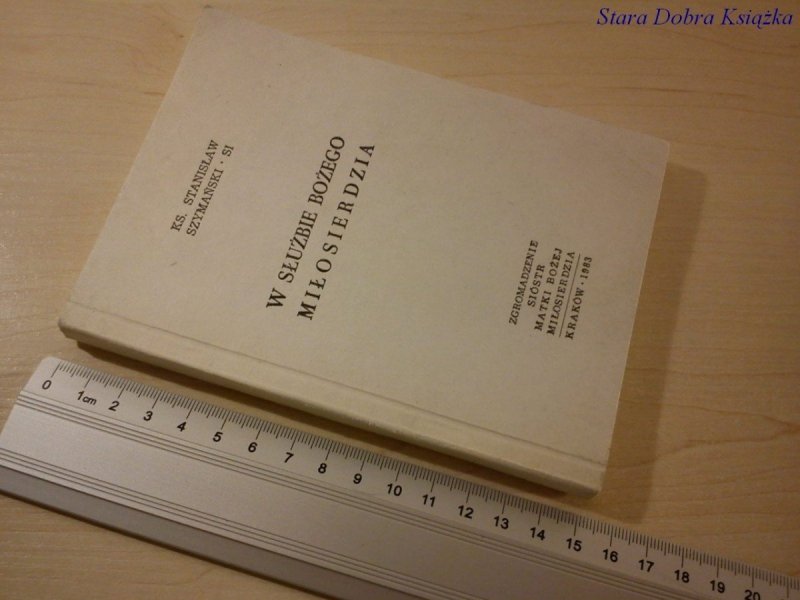 Stara Dobra Książka
KS. STANISŁAW
SZYMAŃSKI · SI
W SŁUŻBIE BOŻEGO
MIŁOSIERDZIA
ZGROMADZENIE
SIÓSTR
MATKI BOŻEJ
MIŁOSIERDZIA
KRAKÓW · 1983
0 1cm 2 3 4 5 6 7 8 9 10 11 12 13 14 15 16 17 18 19 20